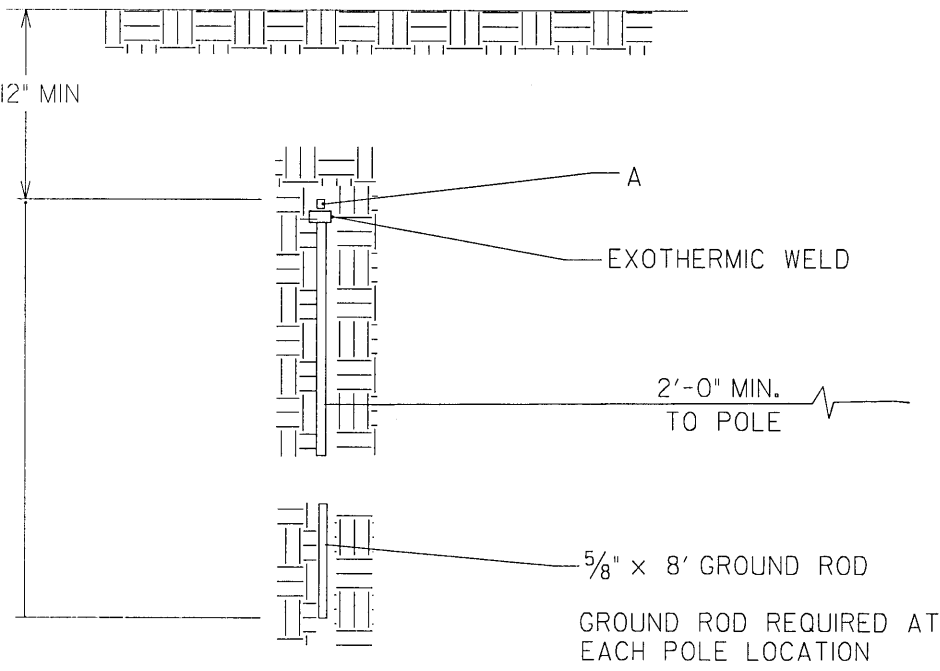 12" MIN
A
EXOTHERMIC WELD
2'-0" MIN.
TO POLE
5/8" × 8' GROUND ROD
GROUND ROD REQUIRED AT
EACH POLE LOCATION